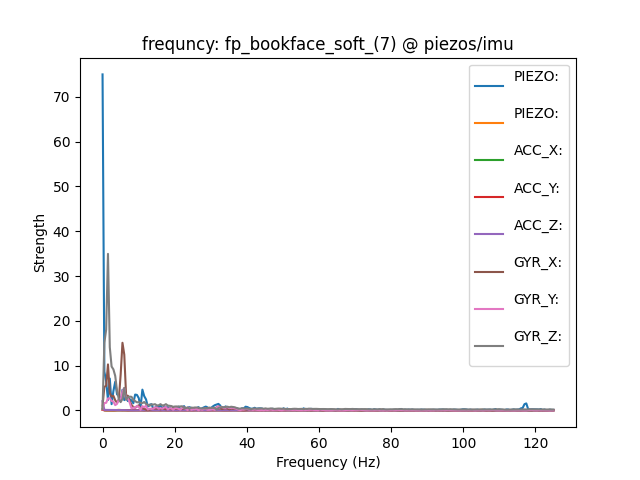 frequncy: fp_bookface_soft_(7) @ piezos/imu
Strength
70
60
50
40
30
20
10
0
0 20 40 60 80 100 120
Frequency (Hz)
PIEZO:
PIEZO:
ACC_X:
ACC_Y:
ACC_Z:
GYR_X:
GYR_Y:
GYR_Z: